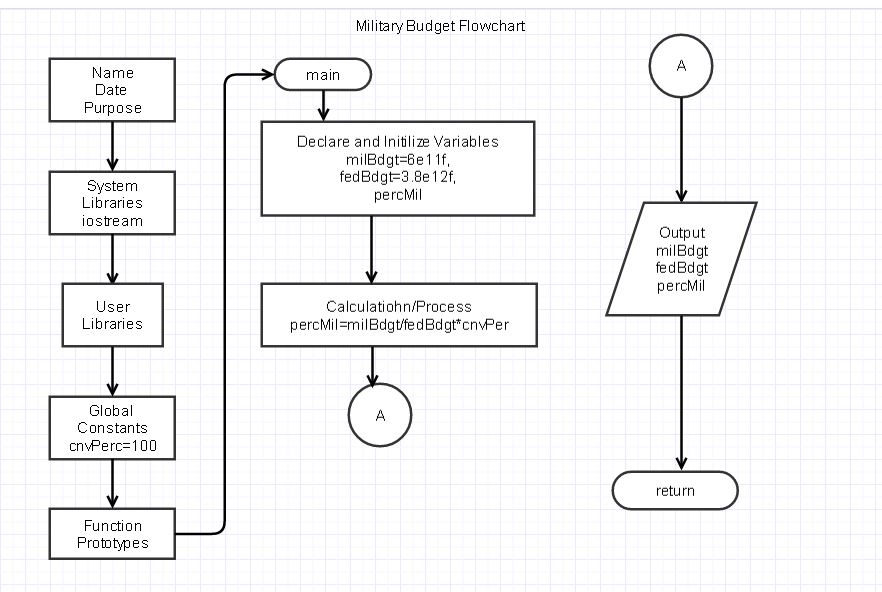 Military Budget Flowchart
Name
Date
Purpose
System
Libraries
iostream
User
Libraries
Global
Constants
cnvPerc=100
Function
Prototypes
main
Declare and Initilize Variables
milBdgt=6e11f,
fedBdgt=3.8e12f,
percMil
Calculatiohn/Process
percMil=milBdgt/fedBdgt*cnvPer
A
A
Output
milBdgt
fedBdgt
percMil
return